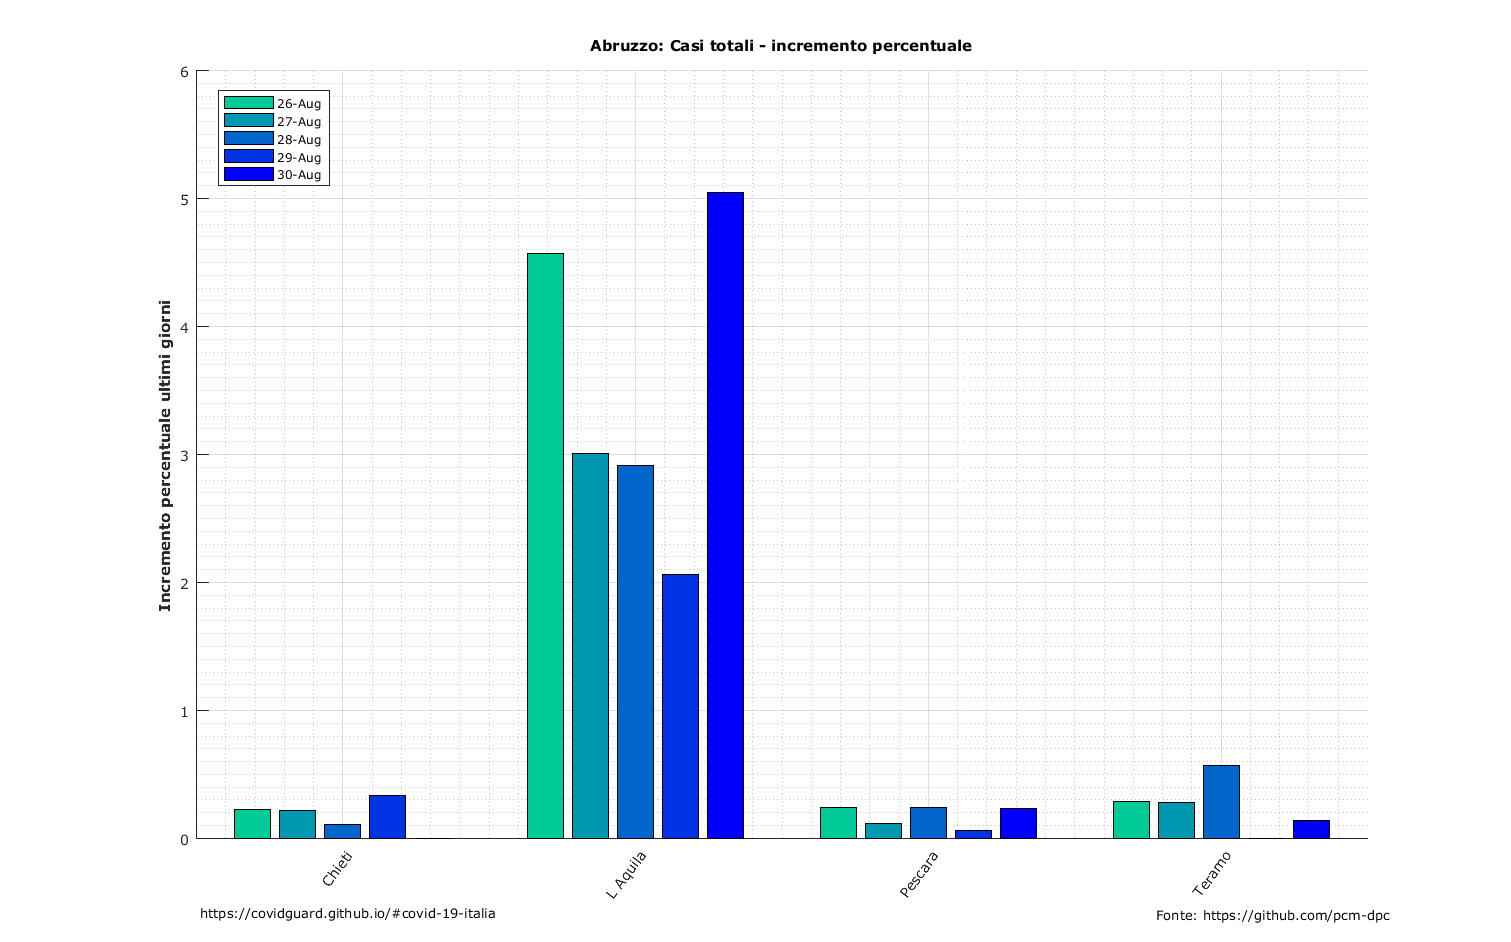 Abruzzo: Casi totali - incremento percentuale
6
5
4
3
2
1
0
Incremento percentuale ultimi giorni
26-Aug
27-Aug
28-Aug
29-Aug
30-Aug
Chieti
L Aquila
Pescara
Teramo
https://covidguard.github.io/#covid-19-italia
Fonte: https://github.com/pcm-dpc